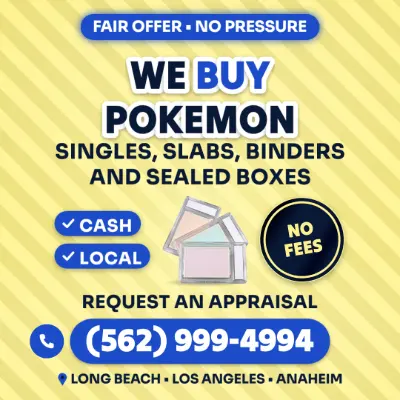 FAIR OFFER • NO PRESSURE
WE BUY
POKEMON
SINGLES, SLABS, BINDERS
AND SEALED BOXES
CASH
LOCAL
NO
FEES
REQUEST AN APPRAISAL
(562) 999-4994
LONG BEACH • LOS ANGELES • ANAHEIM